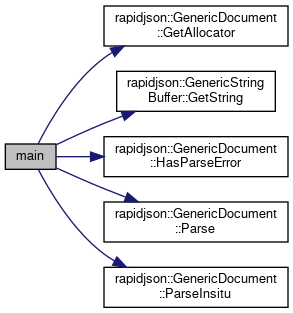 main
rapidjson::GenericDocument
::GetAllocator
rapidjson::GenericString
Buffer::GetString
rapidjson::GenericDocument
::HasParseError
rapidjson::GenericDocument
::Parse
rapidjson::GenericDocument
::ParseInsitu